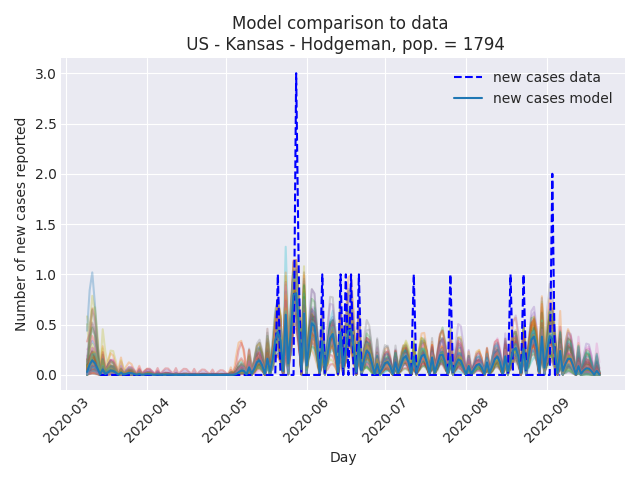 Model comparison to data
US - Kansas - Hodgeman, pop. = 1794
new cases data
new cases model
Number of new cases reported
3.0
2.5
2.0
1.5
1.0
0.5
0.0
2020-03
2020-04
2020-05
2020-06
2020-07
2020-08
2020-09
Day